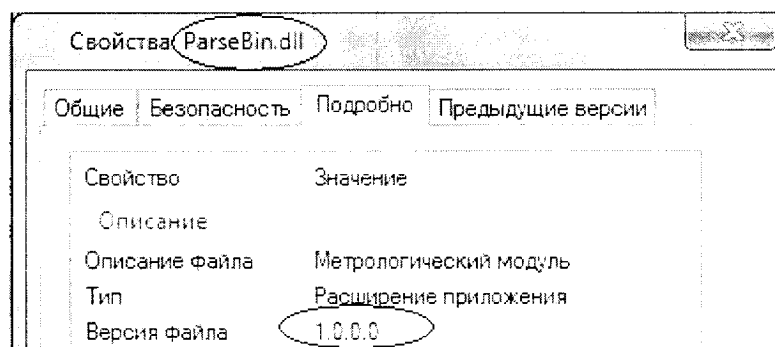 Свойства: ParseBin.dll
Общие Безопасность Подробно Предыдущие версии
Свойство Значение
Описание
Описание файла Метрологический модуль
Тип Расширение приложения
Версия файла 1.0.0.0